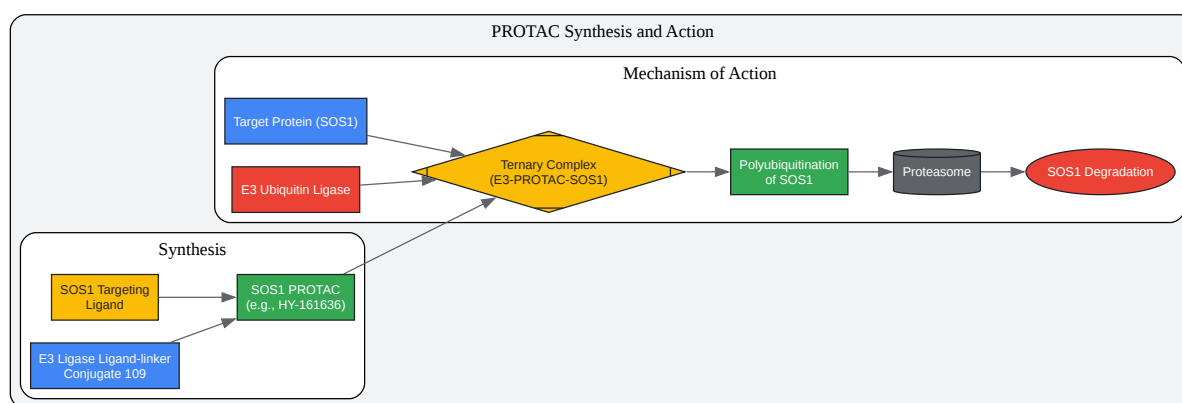 PROTAC Synthesis and Action
Mechanism of Action
Target Protein (SOS1)
E3 Ubiquitin Ligase
Ternary Complex
(E3-PROTAC-SOS1)
Polyubiquitination
of SOS1
Proteasome
SOS1 Degradation
Synthesis
SOS1 Targeting
Ligand
SOS1 PROTAC
(e.g., HY-161636)
E3 Ligase Ligand-linker
Conjugate 109